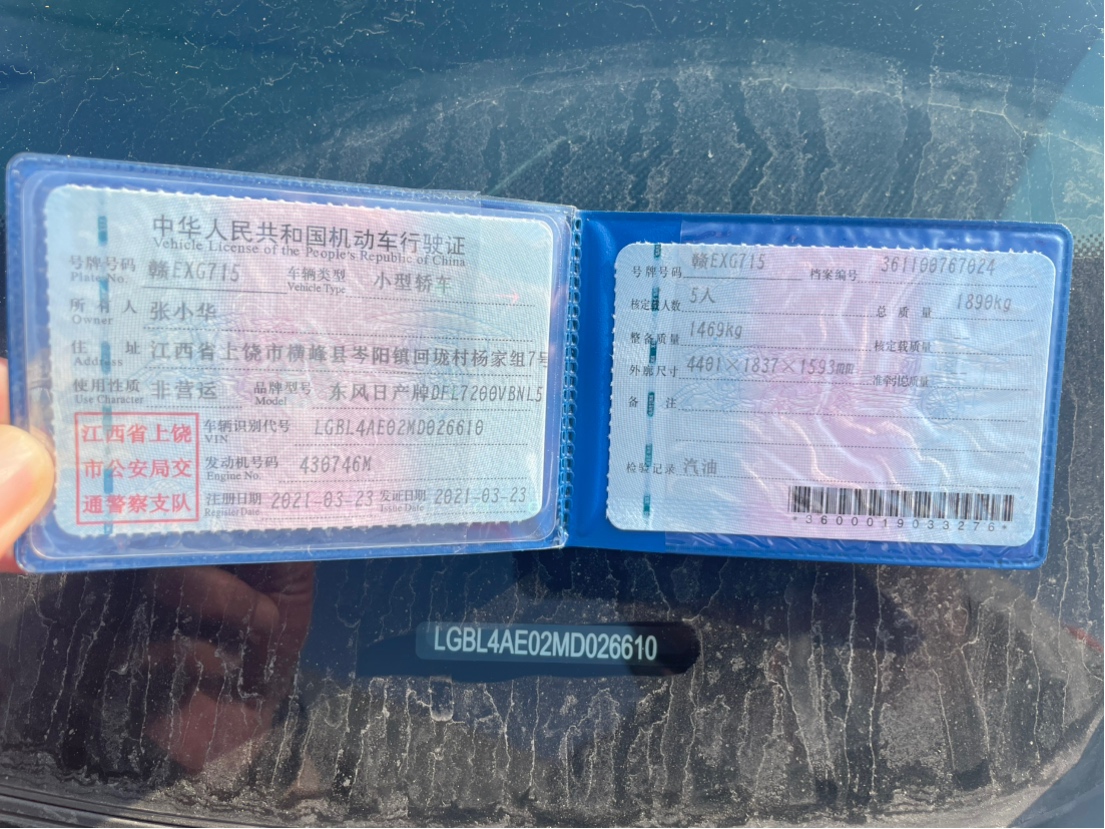 中华人民共和国机动车行驶证
Vehicle License of the People's Republic of China
号牌号码 赣EXG715 车辆类型 小型轿车
Plate No. Vehicle Type
所有人 张小华
Owner
住址 江西省上饶市横峰县岑阳镇回垅村杨家组7号
Address
使用性质 非营运 品牌型号 东风日产牌DFL7200VBNL5
Use Character Model
江西省上饶
市公安局交
通警察支队
车辆识别代号 LGBL4AE02MD026610
VIN
发动机号码 430746M
Engine No.
注册日期 2021-03-23 发证日期 2021-03-23
Register Date Issue Date
号牌号码 赣EXG715 档案编号 361100767024
核定载人数 5人 总质量 1890kg
整备质量 1469kg 核定载质量
外廓尺寸 4401×1837×1593mm 准牵引总质量
备注
检验记录 汽油
*3600019033276*
LGBL4AE02MD026610